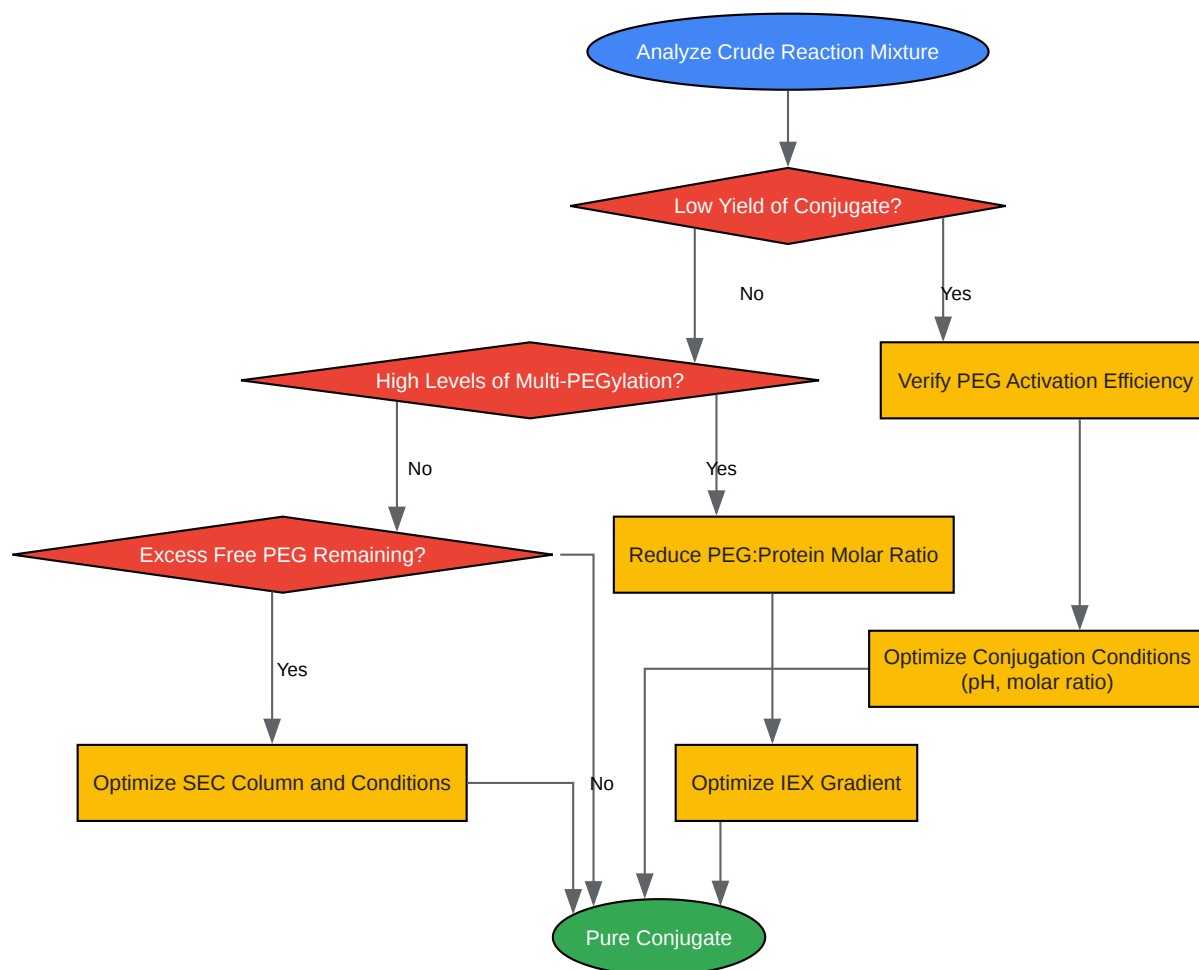 Analyze Crude Reaction Mixture
Low Yield of Conjugate?
No
Yes
High Levels of Multi-PEGylation?
Verify PEG Activation Efficiency
No
Yes
Excess Free PEG Remaining?
Reduce PEG:Protein Molar Ratio
Yes
Optimize Conjugation Conditions
(pH, molar ratio)
Optimize SEC Column and Conditions
No
Optimize IEX Gradient
Pure Conjugate